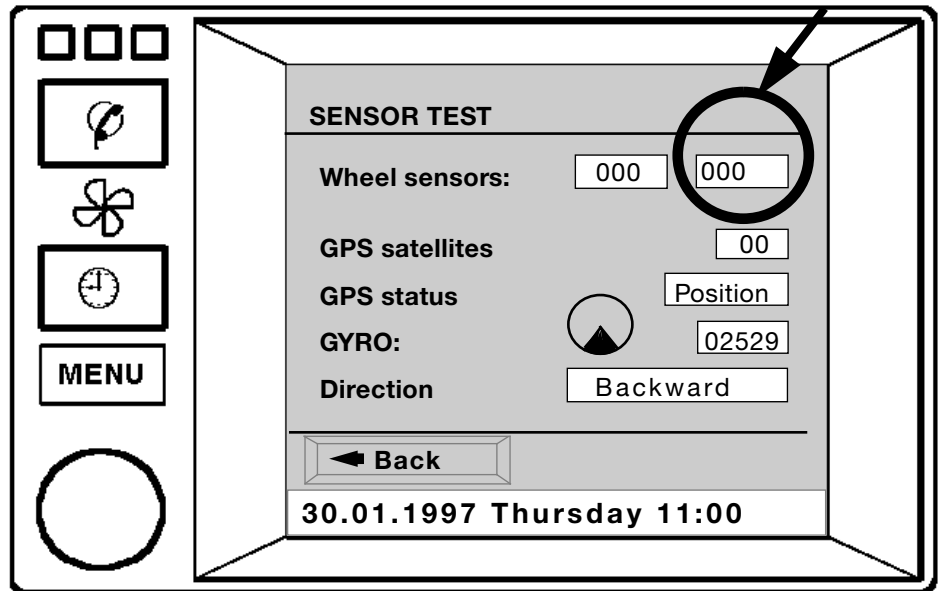 SENSOR TEST
Wheel sensors: 000 000
GPS satellites 00
GPS status Position
GYRO: 02529
MENU
Direction Backward
Back
30.01.1997 Thursday 11:00